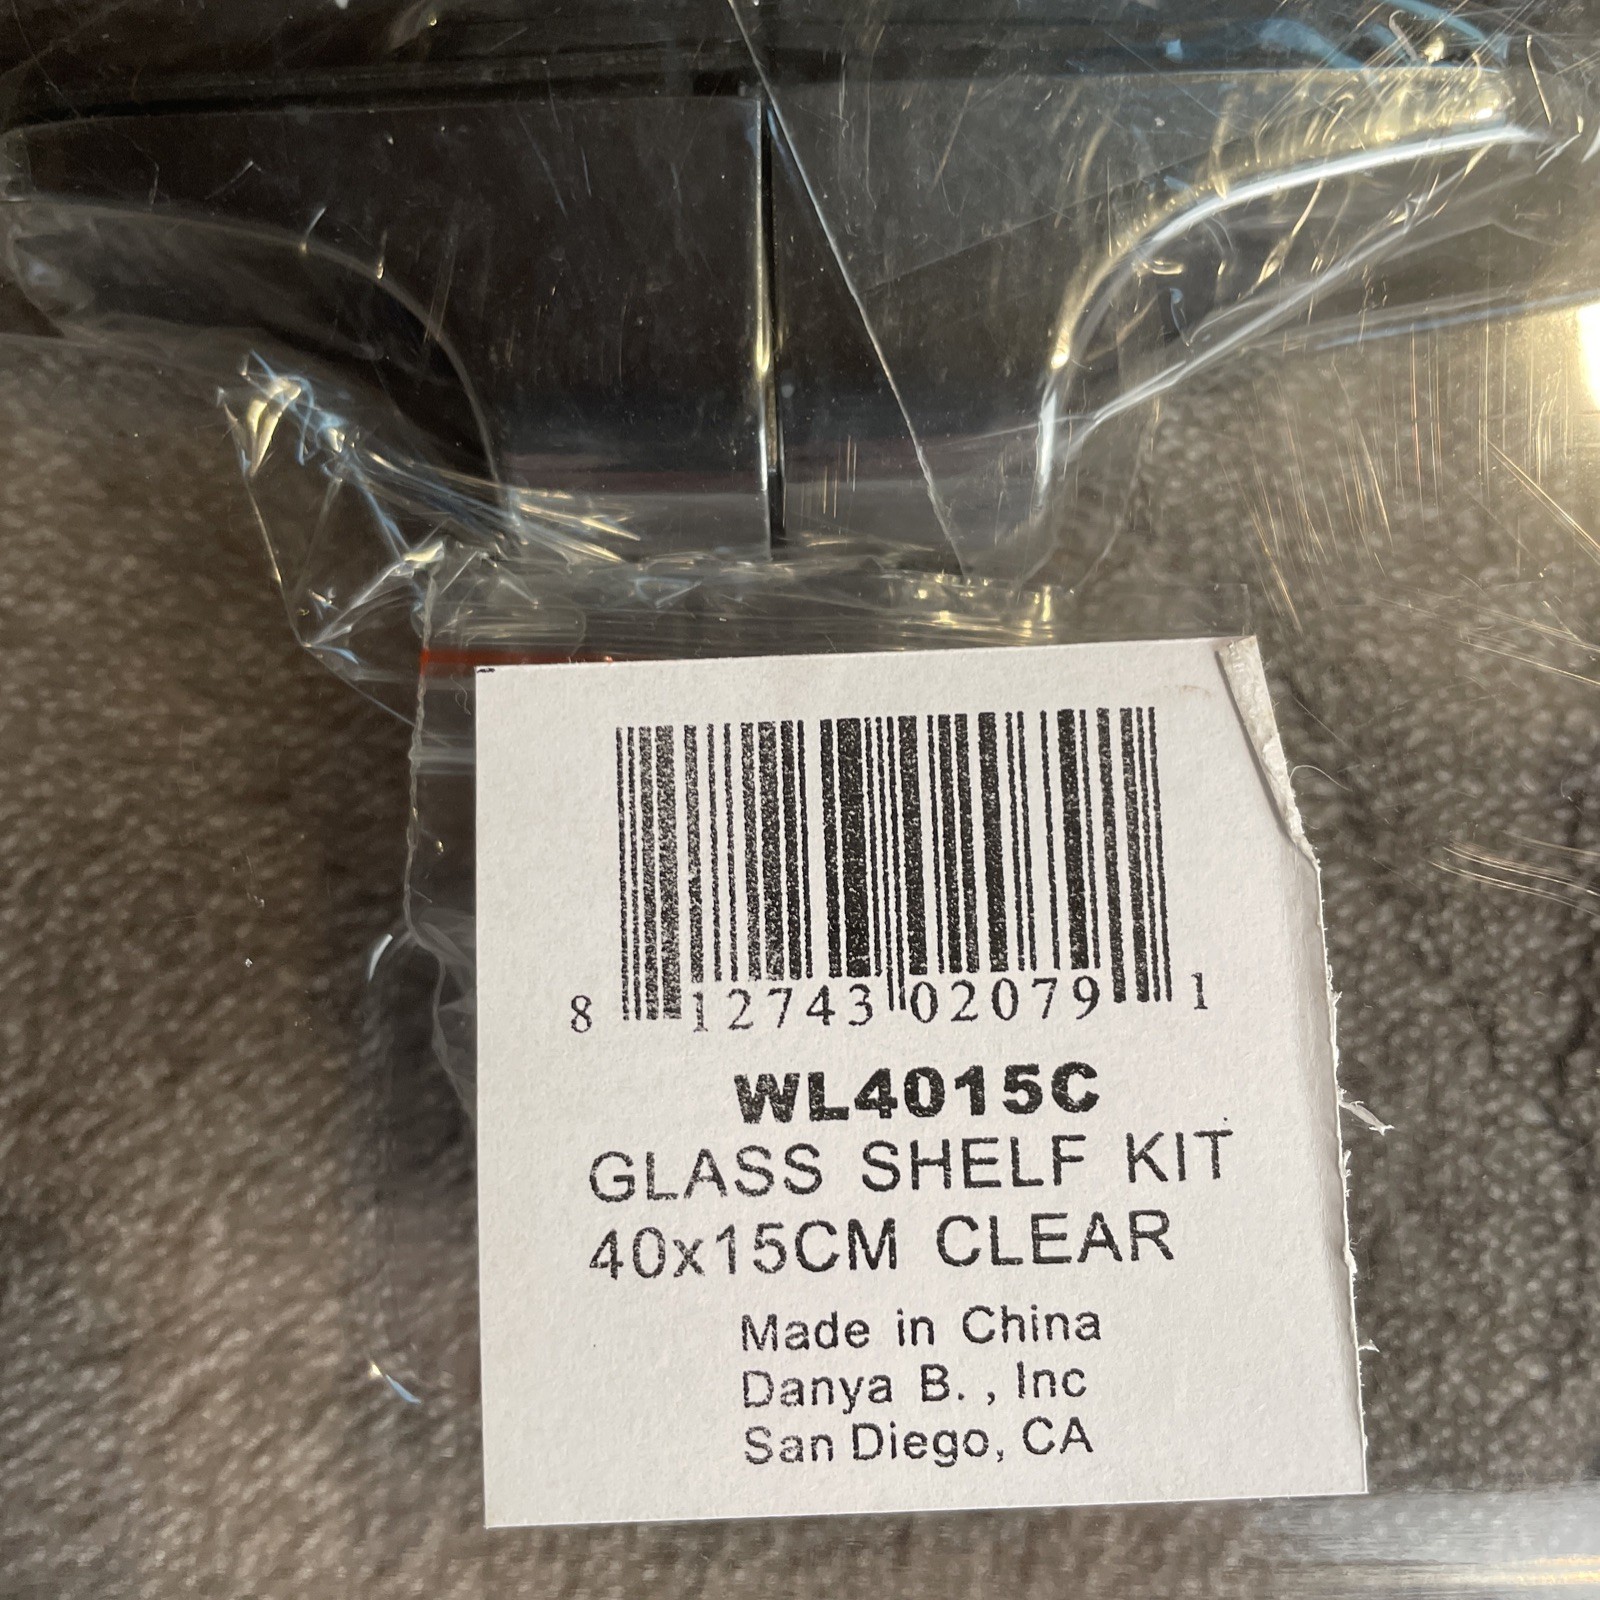 8 12743 02079 1
WL4015C
GLASS SHELF KIT
40x15CM CLEAR
Made in China
Danya B. , Inc
San Diego, CA